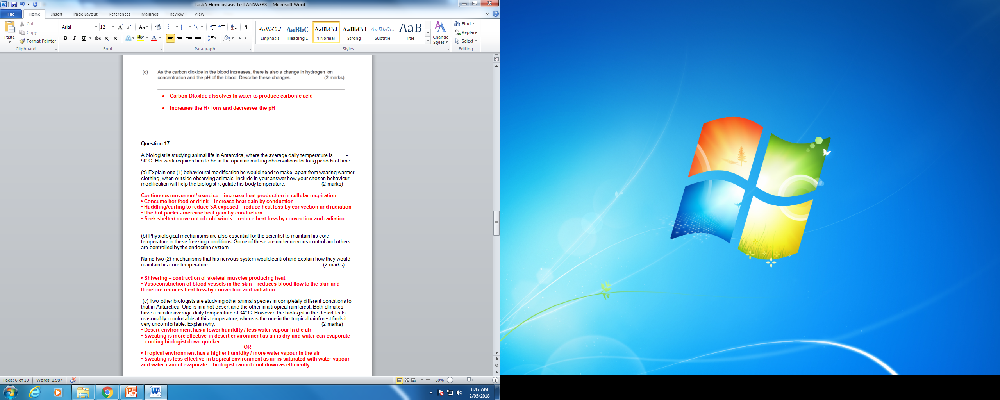 Task 5 Homeostasis Test ANSWERS - Microsoft Word
File Home Insert Page Layout References Mailings Review View
Cut
Copy
Format Painter
Paste
Clipboard
Arial 12
Aa
B I U abc x₂ x² A ab A
Font
Paragraph
AaBbCcI AaBbC AaBbCcI AaBbCcI AaBbCcI AaB
Emphasis Heading 1 ¶ Normal Strong Subtitle Title
Change Styles
Styles
Find
Replace
Select
Editing
(c) As the carbon dioxide in the blood increases, there is also a change in hydrogen ion
concentration and the pH of the blood. Describe these changes. (2 marks)
• Carbon Dioxide dissolves in water to produce carbonic acid
• Increases the H+ ions and decreases the pH
Question 17
A biologist is studying animal life in Antarctica, where the average daily temperature is -
50°C. His work requires him to be in the open air making observations for long periods of time.
(a) Explain one (1) behavioural modification he would need to make, apart from wearing warmer
clothing, when outside observing animals. Include in your answer how your chosen behaviour
modification will help the biologist regulate his body temperature. (2 marks)
Continuous movement/ exercise – increase heat production in cellular respiration
• Consume hot food or drink – increase heat gain by conduction
• Huddling/curling to reduce SA exposed – reduce heat loss by convection and radiation
• Use hot packs - increase heat gain by conduction
• Seek shelter/ move out of cold winds – reduce heat loss by convection and radiation
(b) Physiological mechanisms are also essential for the scientist to maintain his core
temperature in these freezing conditions. Some of these are under nervous control and others
are controlled by the endocrine system.
Name two (2) mechanisms that his nervous system would control and explain how they would
maintain his core temperature. (2 marks)
• Shivering – contraction of skeletal muscles producing heat
• Vasoconstriction of blood vessels in the skin – reduces blood flow to the skin and
therefore reduces heat loss by convection and radiation
(c) Two other biologists are studying other animal species in completely different conditions to
that in Antarctica. One is in a hot desert and the other in a tropical rainforest. Both climates
have a similar average daily temperature of 34° C. However, the biologist in the desert feels
reasonably comfortable at this temperature, whereas the one in the tropical rainforest finds it
very uncomfortable. Explain why. (2 marks)
• Desert environment has a lower humidity / less water vapour in the air
• Sweating is more effective in desert environment as air is dry and water can evaporate
– cooling biologist down quicker.
OR
• Tropical environment has a higher humidity / more water vapour in the air
• Sweating is less effective in tropical environment as air is saturated with water vapour
and water cannot evaporate – biologist cannot cool down as efficiently
Page: 6 of 10 Words: 1,987 80%
8:47 AM
2/05/2018